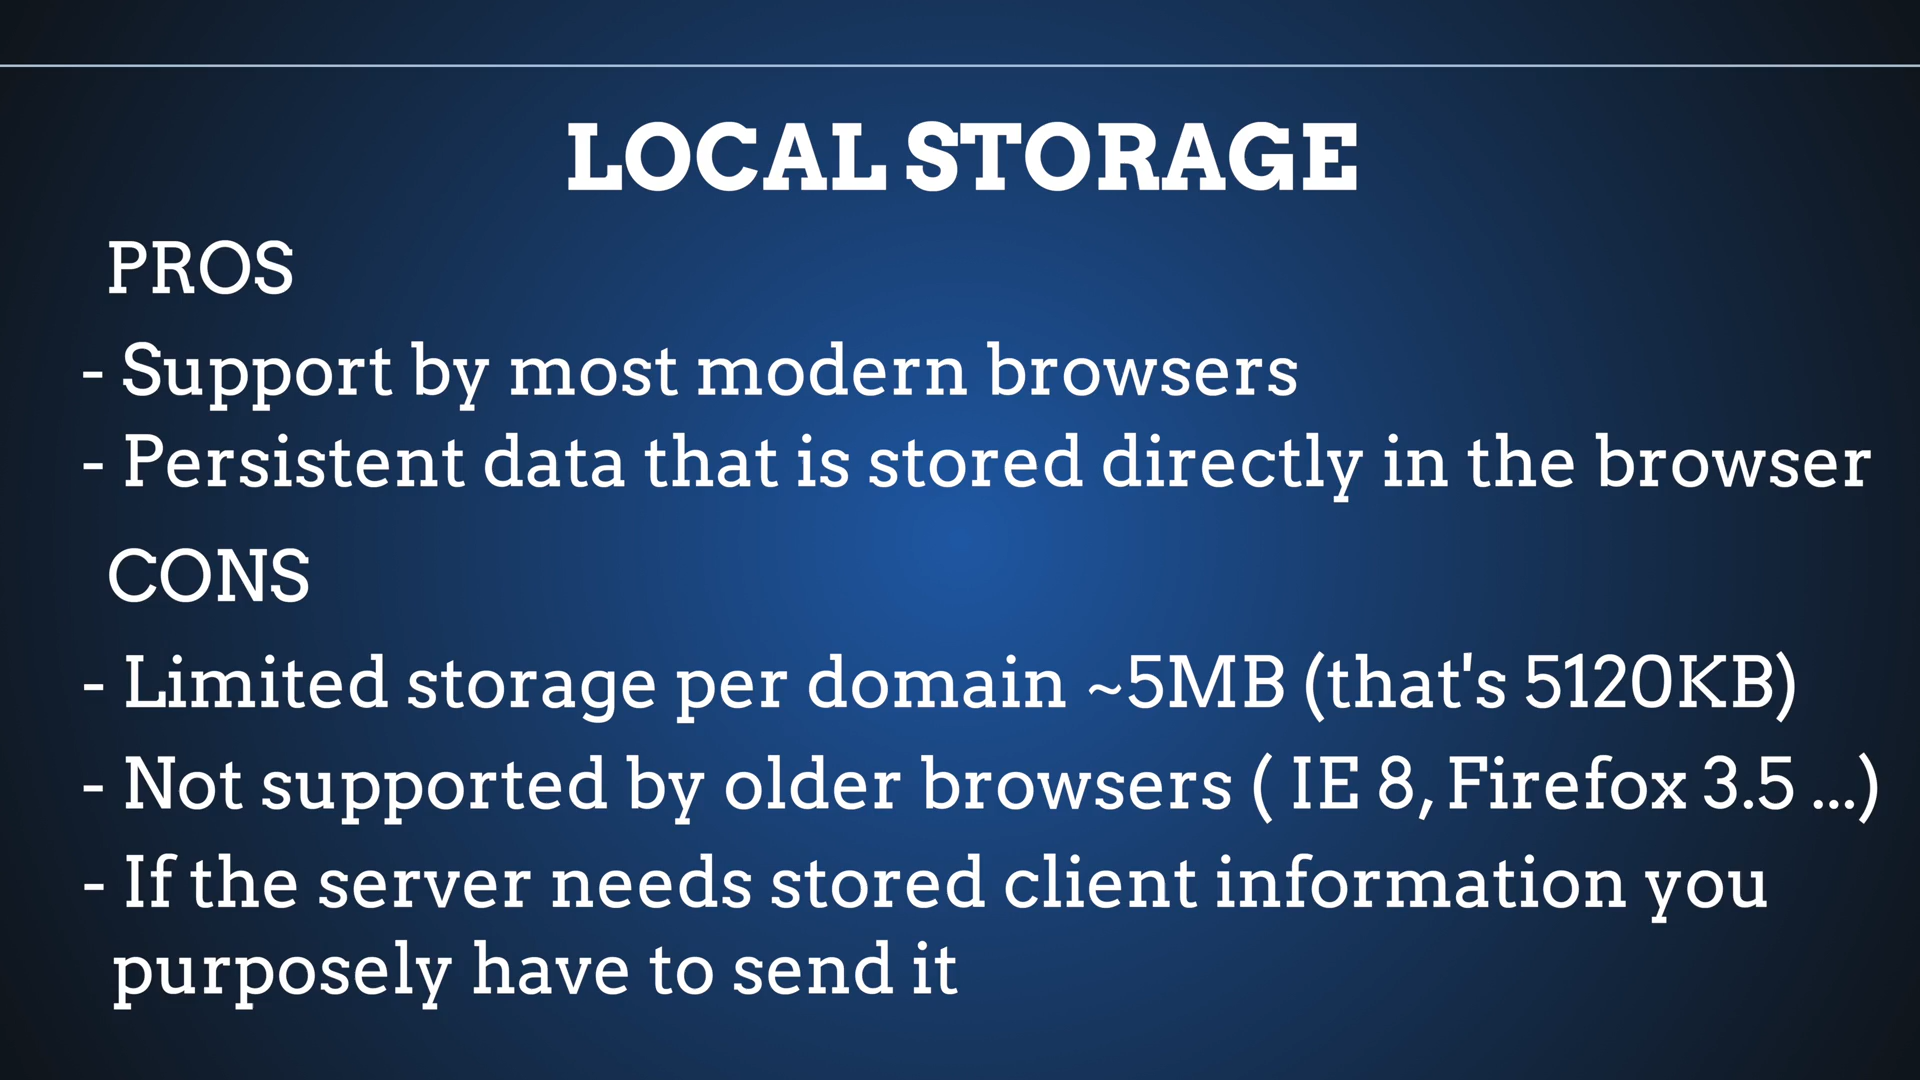 LOCAL STORAGE
PROS
- Support by most modern browsers
- Persistent data that is stored directly in the browser
CONS
- Limited storage per domain ~5MB (that's 5120KB)
- Not supported by older browsers ( IE 8, Firefox 3.5 ...)
- If the server needs stored client information you
purposely have to send it